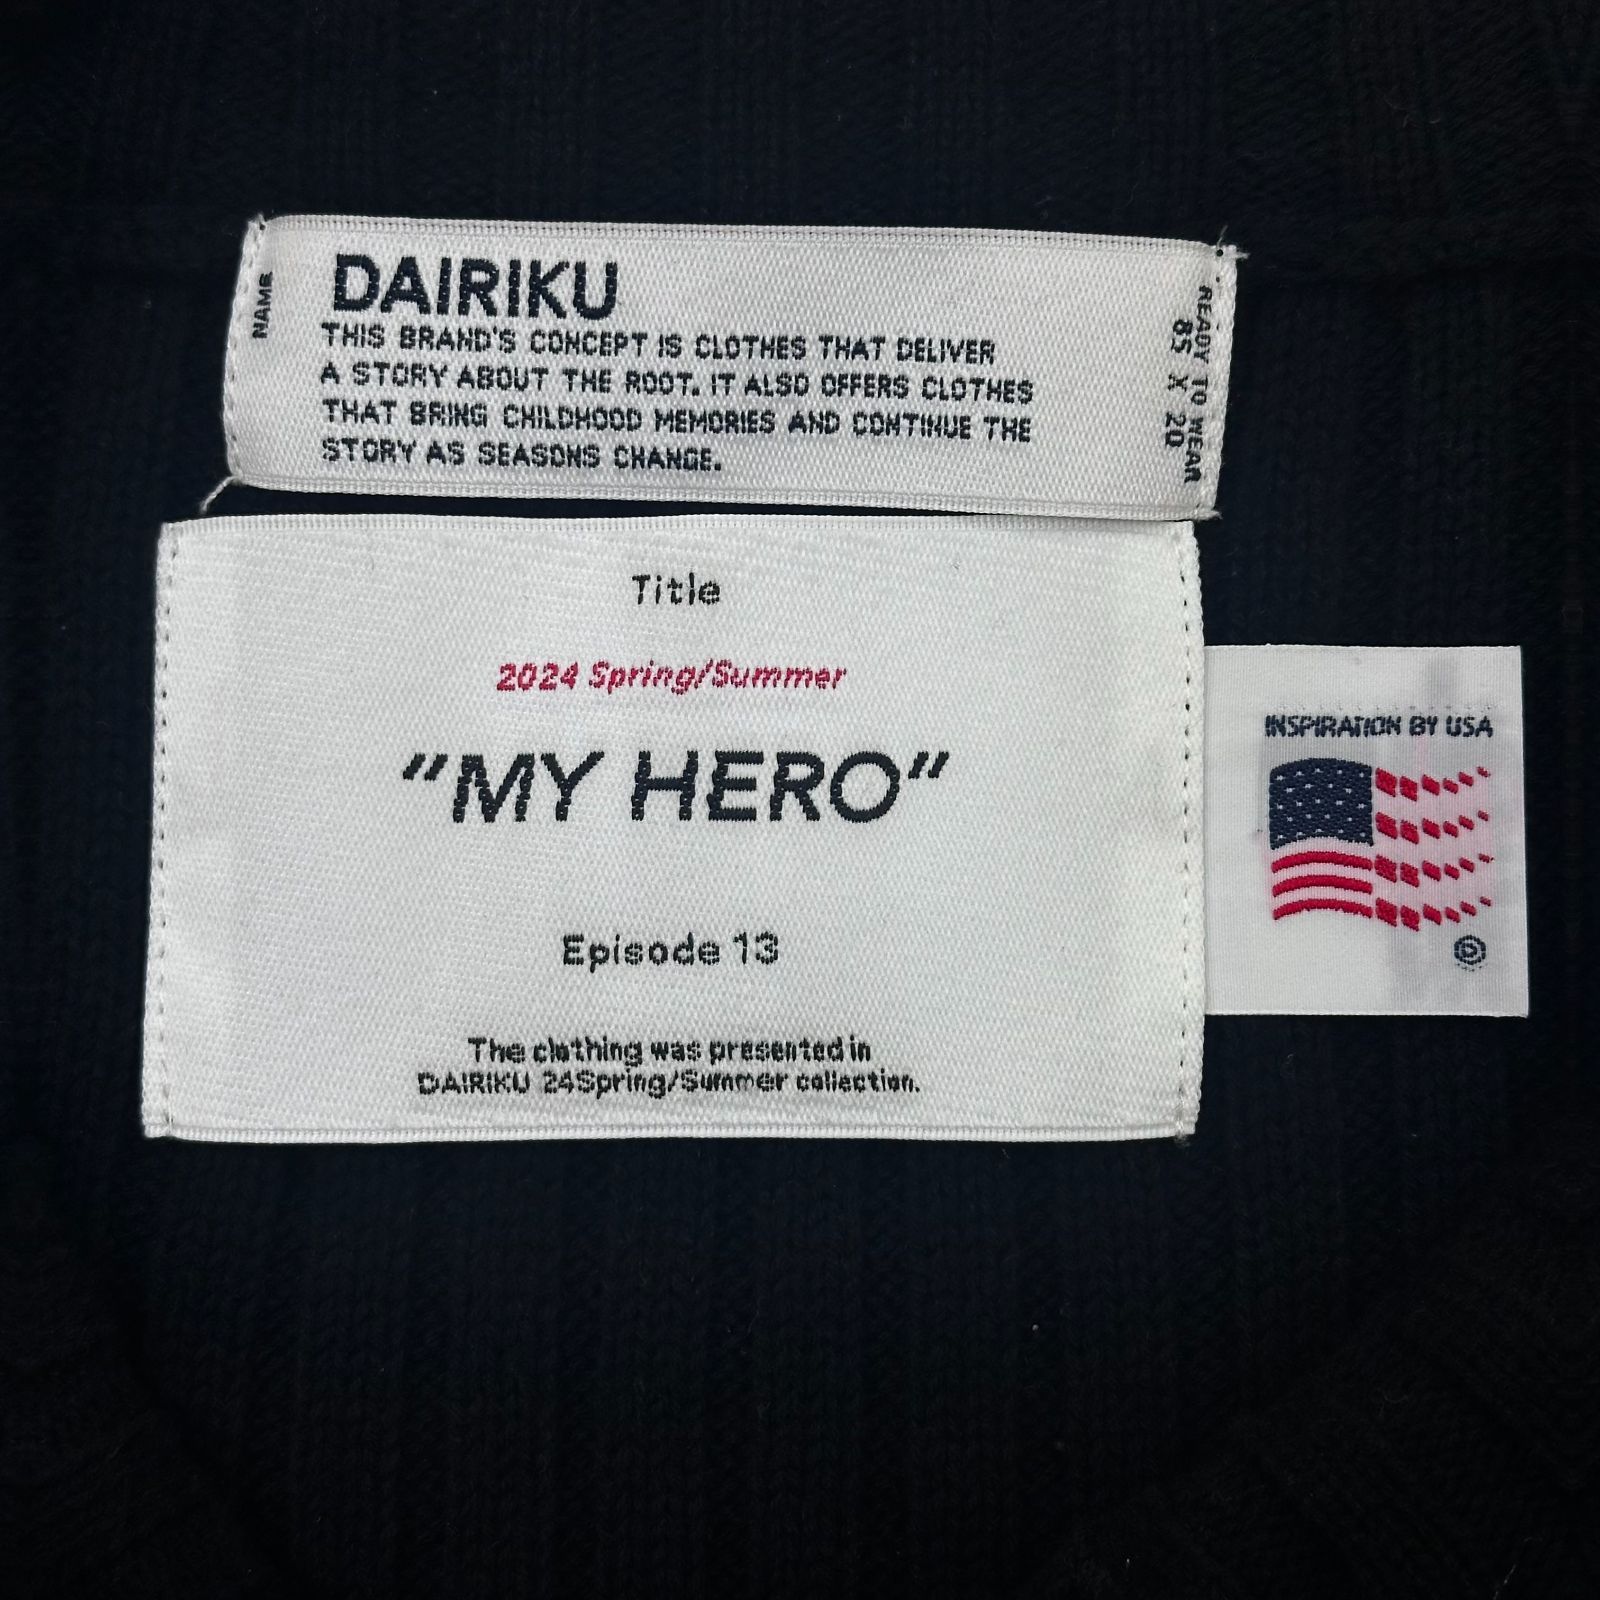 NAME
DAIRIKU
THIS BRAND'S CONCEPT IS CLOTHES THAT DELIVER
A STORY ABOUT THE ROOT. IT ALSO OFFERS CLOTHES
THAT BRING CHILDHOOD MEMORIES AND CONTINUE THE
STORY AS SEASONS CHANGE.
READY TO WEAR
85 X 20
Title
2024 Spring/Summer
"MY HERO"
Episode 13
The clothing was presented in
DAIRIKU 24Spring/Summer collection.
INSPIRATION BY USA
©